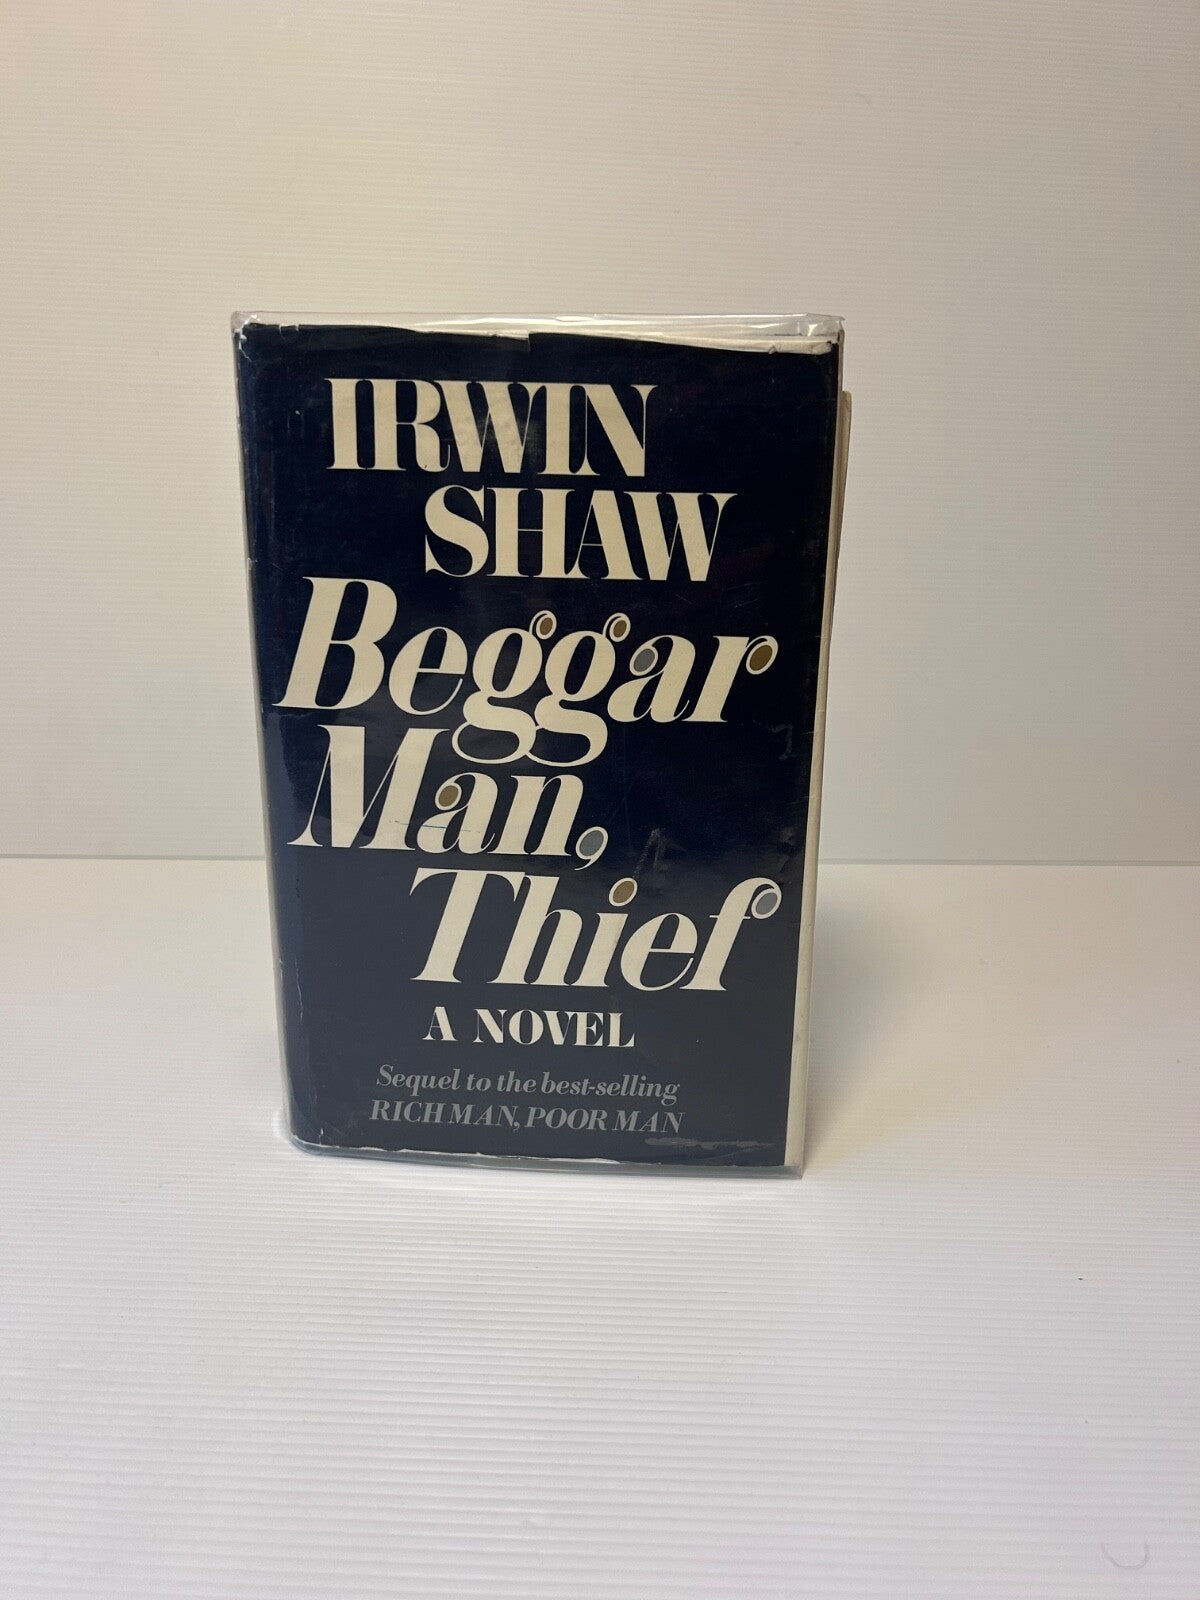 IRWIN
SHAW
Beggar
Man,
Thief
A NOVEL
Sequel to the best-selling
RICH MAN, POOR MAN